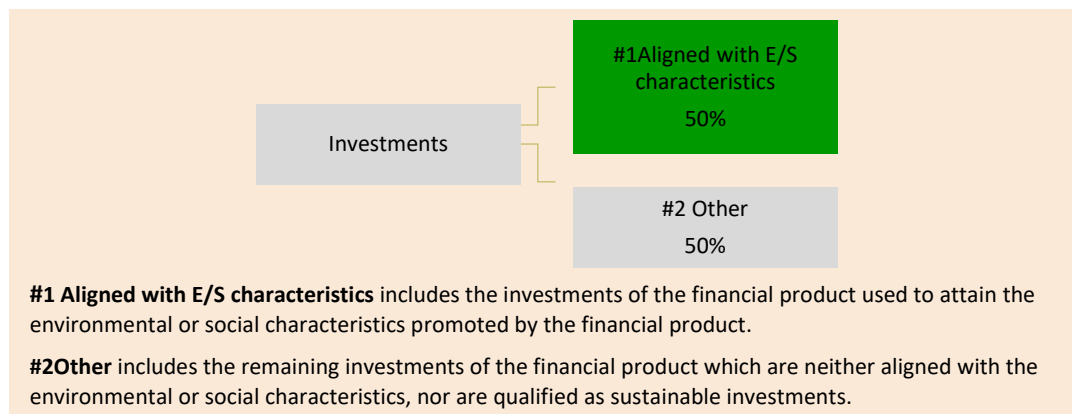 #1Aligned with E/S
characteristics
50%
Investments
#2 Other
50%
#1 Aligned with E/S characteristics includes the investments of the financial product used to attain the
environmental or social characteristics promoted by the financial product.
#2Other includes the remaining investments of the financial product which are neither aligned with the
environmental or social characteristics, nor are qualified as sustainable investments.